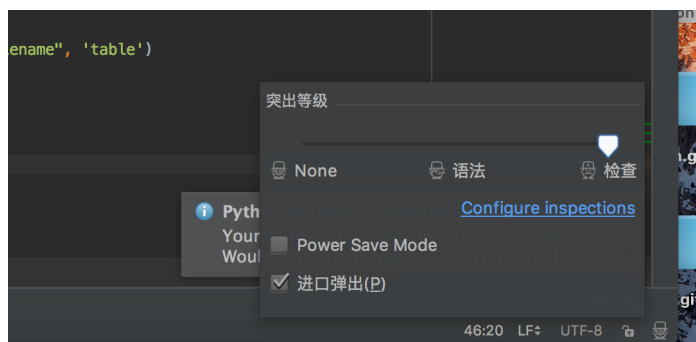 ename", 'table')
突出等级
None
语法
检查
Configure inspections
Pyth
Your
Woul
Power Save Mode
进口弹出(P)
46:20 LF UTF-8
.g
.gi